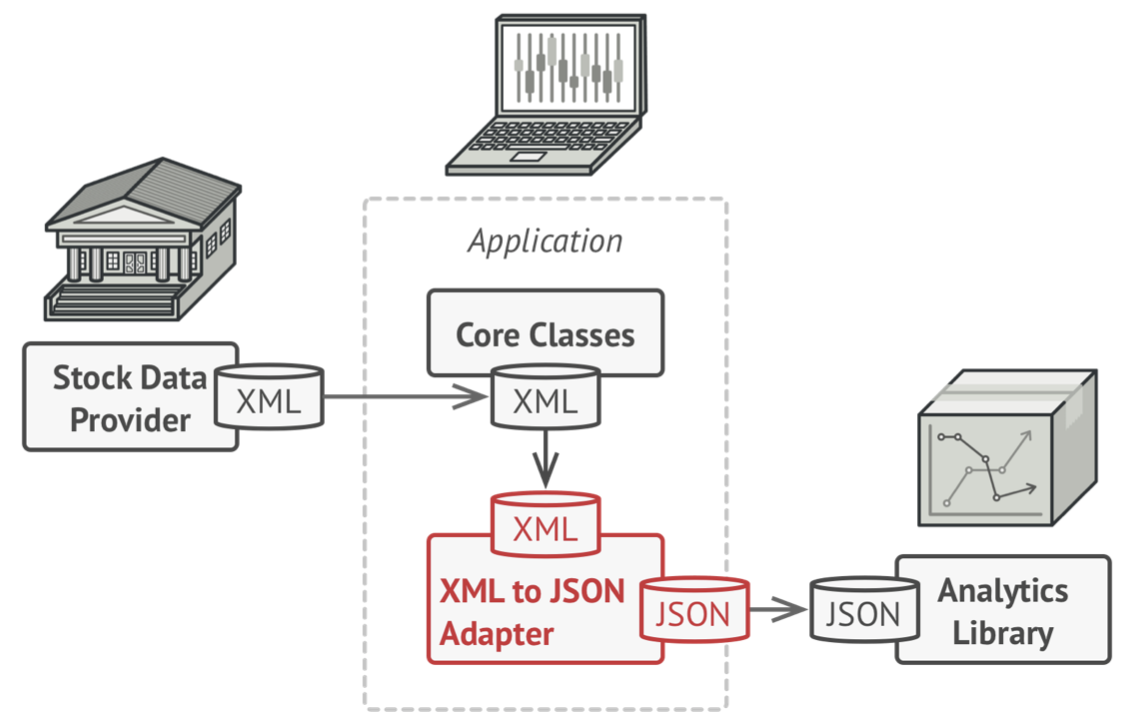 Application
Core Classes
Stock Data
Provider
XML
XML
XML
XML to JSON
Adapter
JSON
JSON
Analytics
Library